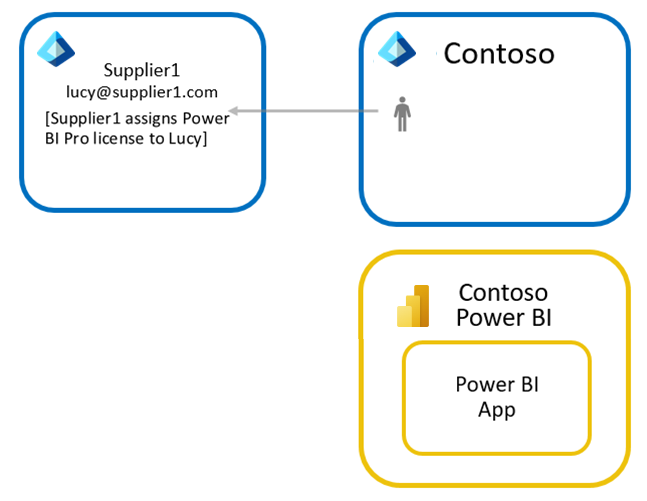 Supplier1
lucy@supplier1.com
[Supplier1 assigns Power
BI Pro license to Lucy]
Contoso
Contoso
Power BI
Power BI
App